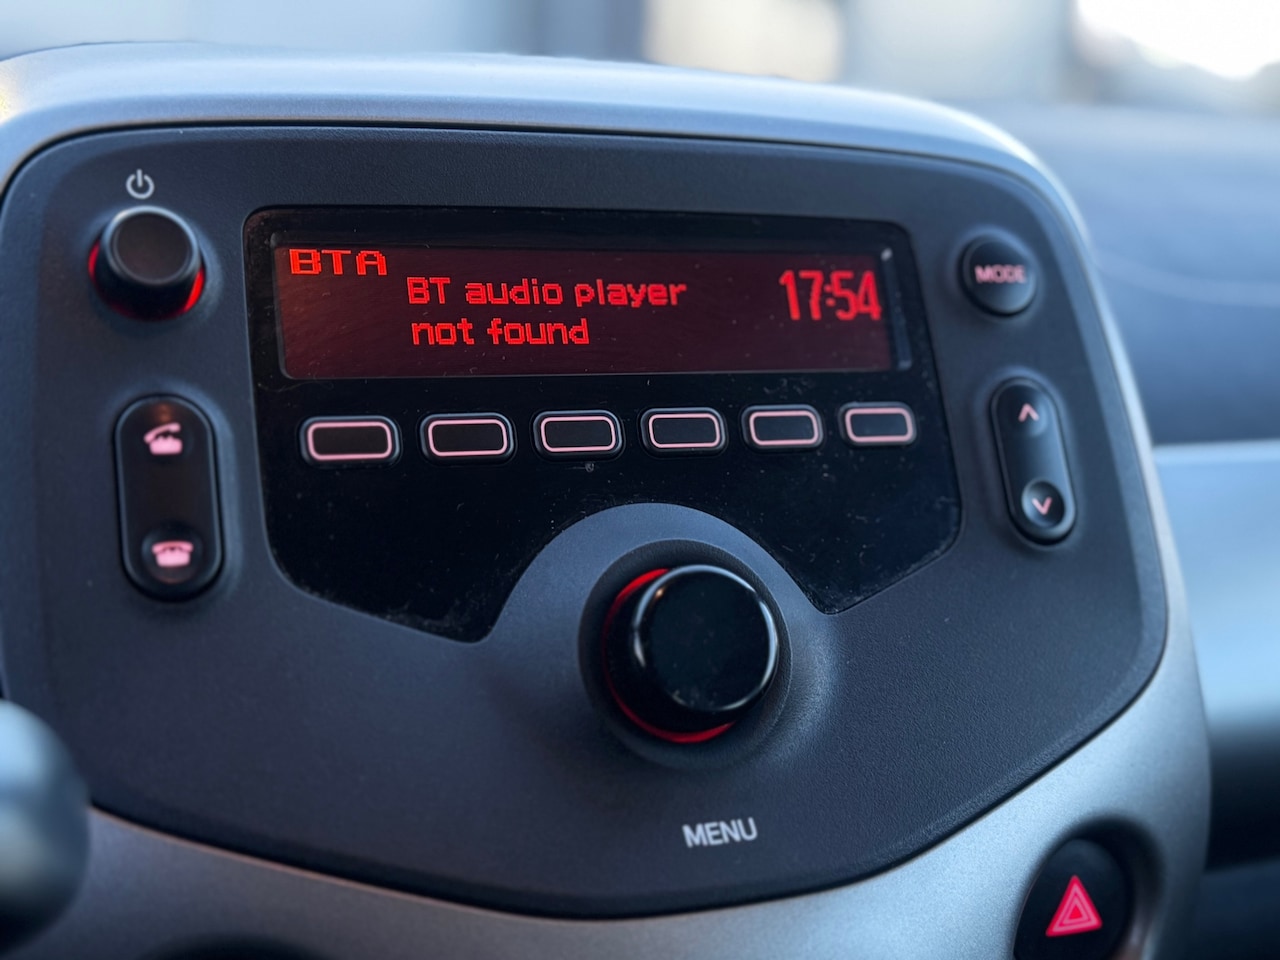 BTA
BT audio player
not found
17:54
MODE
MENU